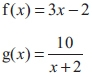 f(x) = 3x − 2
g(x) = 10/(x + 2)